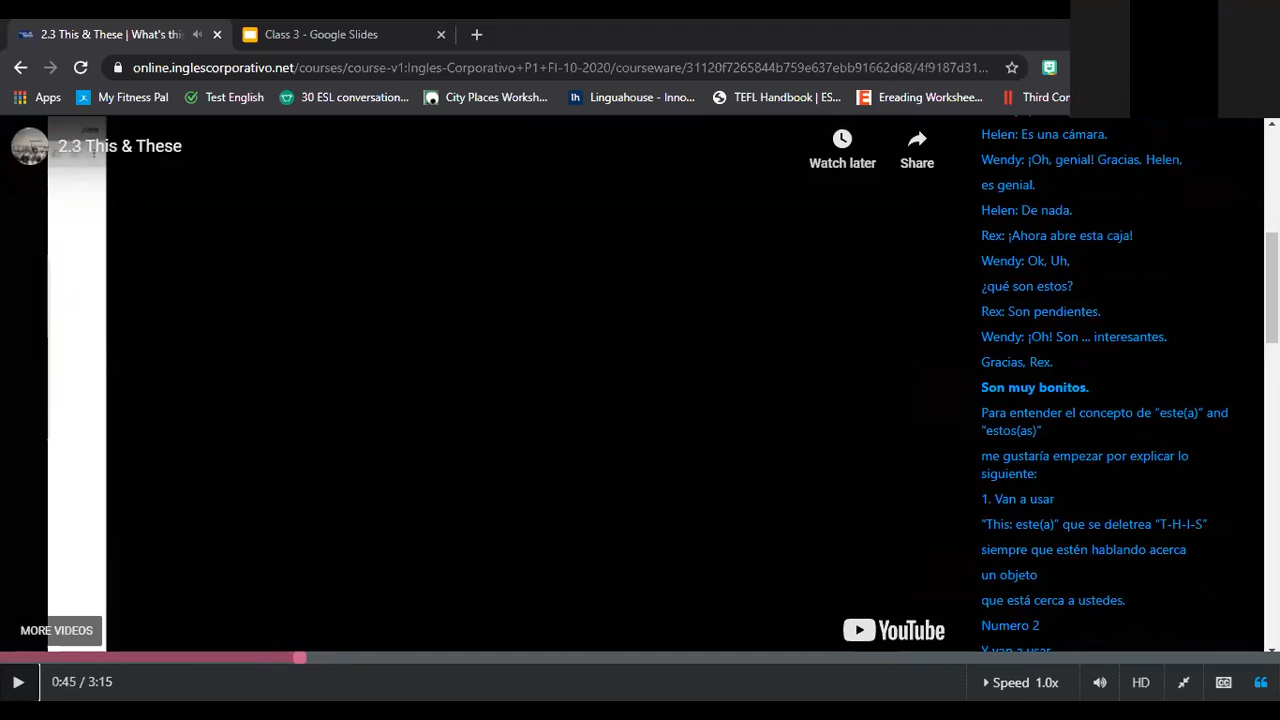 2.3 This & These | What's thi
Class 3 - Google Slides
online.inglescorporativo.net/courses/course-v1:Ingles-Corporativo+P1+FI-10-2020/courseware/31120f7265844b759e637ebb91662d68/4f9187d31...
Apps My Fitness Pal Test English 30 ESL conversation... City Places Worksh... Linguahouse - Inno... TEFL Handbook | ES... Ereading Workshee... Third Con
2.3 This & These
Watch later
Share
Helen: Es una cámara.
Wendy: ¡Oh, genial! Gracias, Helen,
es genial.
Helen: De nada.
Rex: ¡Ahora abre esta caja!
Wendy: Ok, Uh,
¿qué son estos?
Rex: Son pendientes.
Wendy: ¡Oh! Son ... interesantes.
Gracias, Rex.
Son muy bonitos.
Para entender el concepto de “este(a)” and
“estos(as)”
me gustaría empezar por explicar lo
siguiente:
1. Van a usar
“This: este(a)” que se deletrea “T-H-I-S”
siempre que estén hablando acerca
un objeto
que está cerca a ustedes.
Numero 2
Y van a usar
MORE VIDEOS
YouTube
0:45 / 3:15
Speed 1.0x
HD
CC